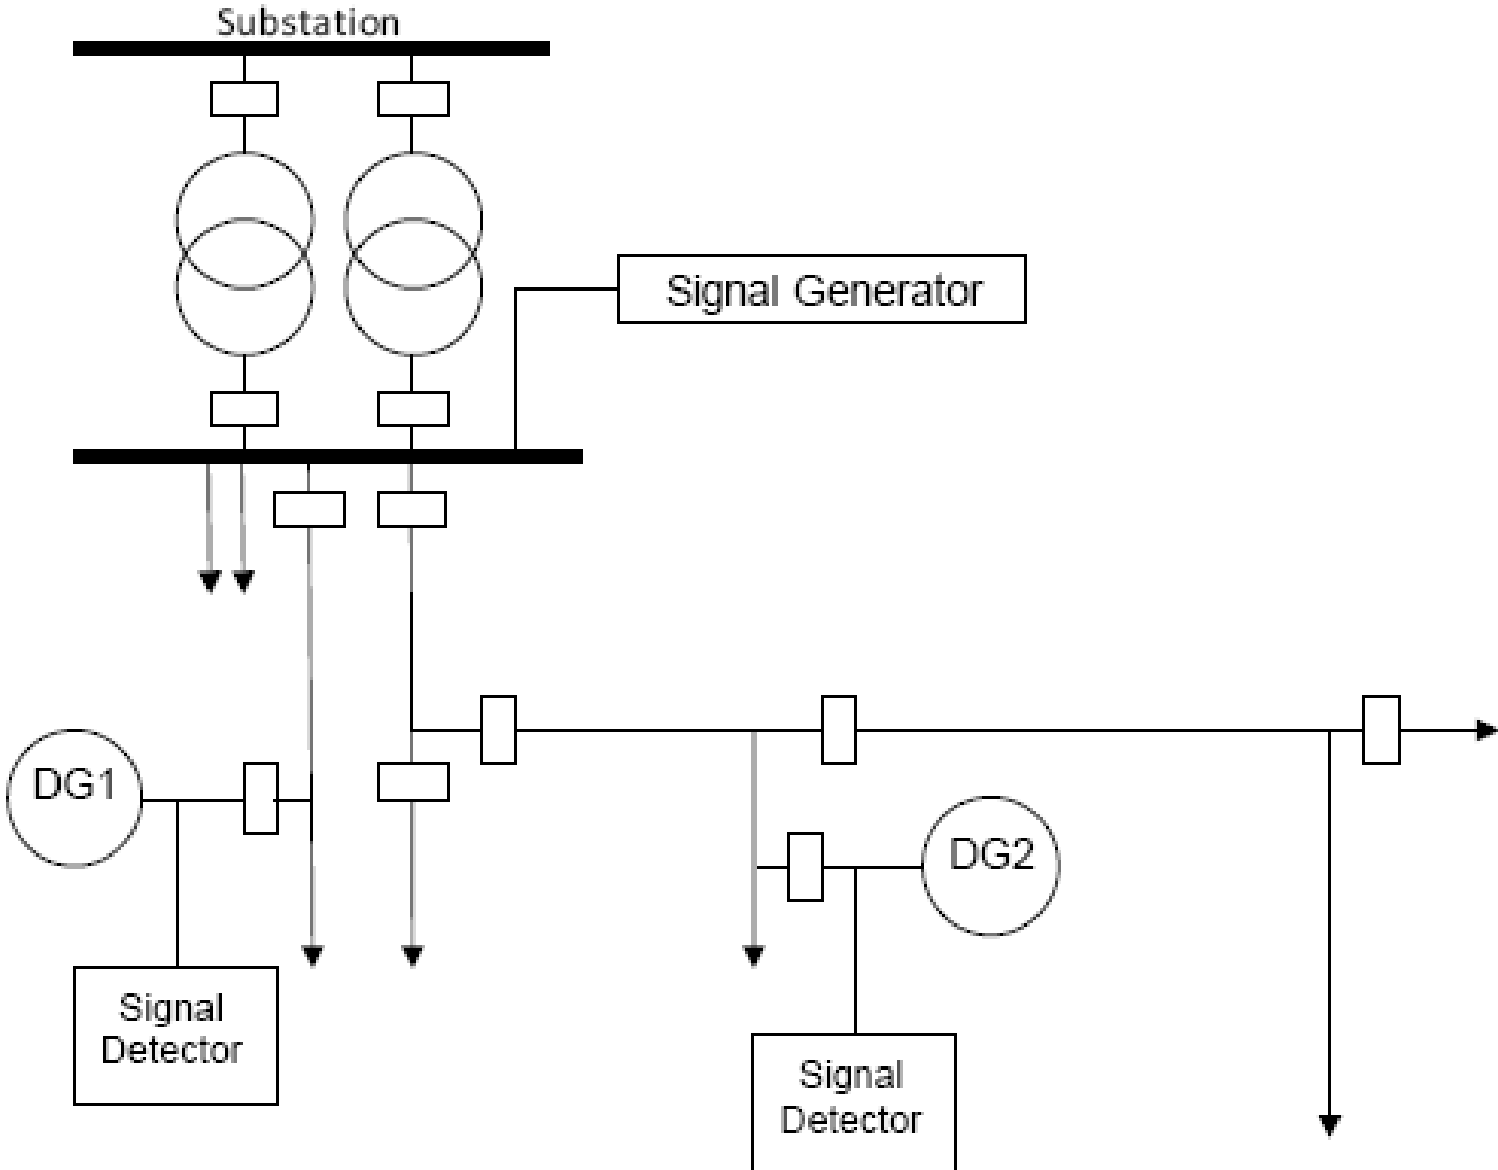 Substation
Signal Generator
DG1
DG2
Signal
Detector
Signal
Detector